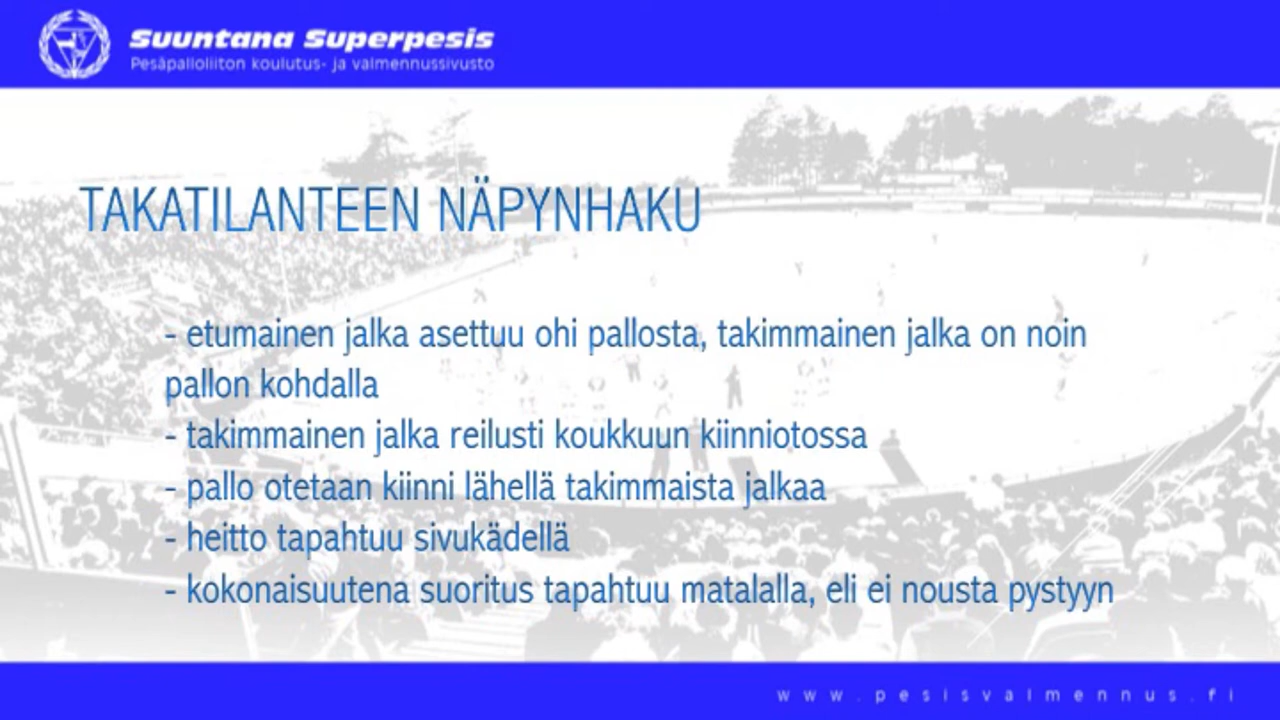 Suuntana Superpesis
Pesäpalloliiton koulutus- ja valmennussivusto
TAKATILANTEEN NÄPYNHAKU
- etumainen jalka asettuu ohi pallosta, takimmainen jalka on noin
pallon kohdalla
- takimmainen jalka reilusti koukkuun kiinniotossa
- pallo otetaan kiinni lähellä takimmaista jalkaa
- heitto tapahtuu sivukädellä
- kokonaisuutena suoritus tapahtuu matalalla, eli ei nousta pystyyn
www.pesisvalmennus.fi